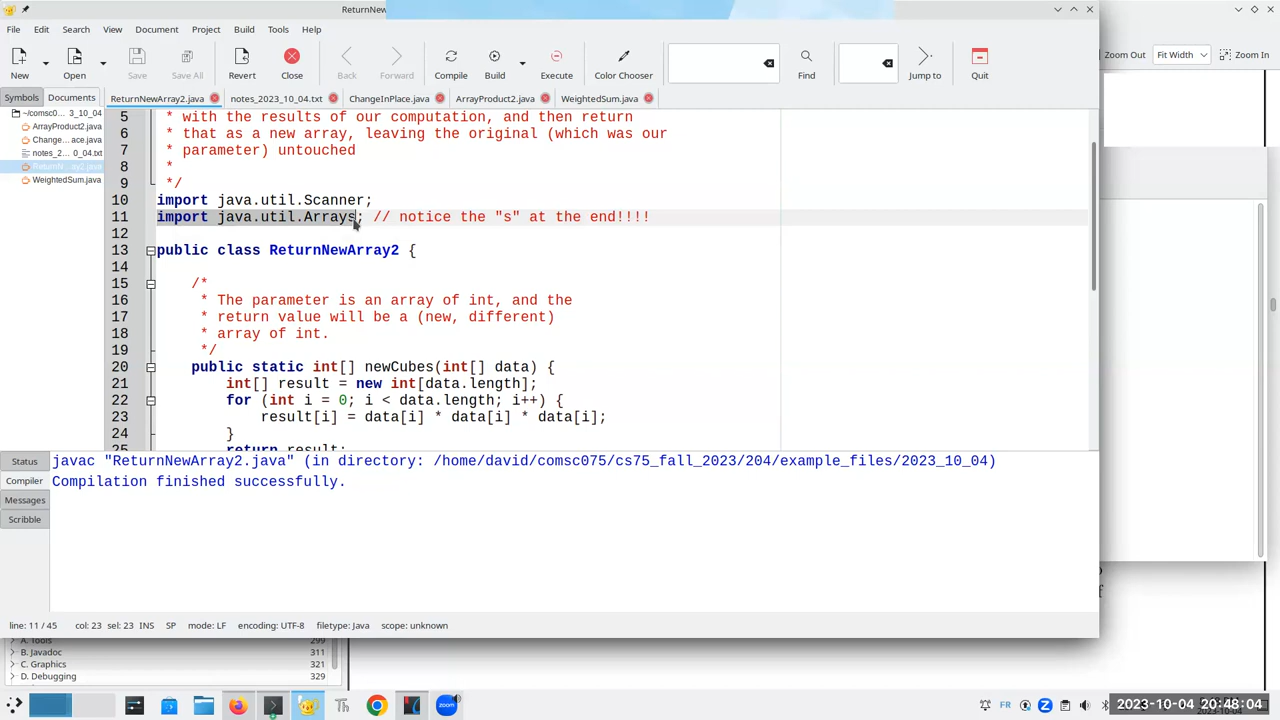 ReturnNew
File Edit Search View Document Project Build Tools Help
New Open Save Save All Revert Close Back Forward Compile Build Execute Color Chooser Find Jump to Quit
Zoom Out Fit Width Zoom In
Symbols Documents
ReturnNewArray2.java notes_2023_10_04.txt ChangeInPlace.java ArrayProduct2.java WeightedSum.java
~/comsc0… 3_10_04
ArrayProduct2.java
Change… ace.java
notes_2… 0_04.txt
WeightedSum.java
5 * with the results of our computation, and then return
6 * that as a new array, leaving the original (which was our
7 * parameter) untouched
8 *
9 */
10 import java.util.Scanner;
11 import java.util.Arrays; // notice the "s" at the end!!!!
12
13 public class ReturnNewArray2 {
14
15 /*
16 * The parameter is an array of int, and the
17 * return value will be a (new, different)
18 * array of int.
19 */
20 public static int[] newCubes(int[] data) {
21 int[] result = new int[data.length];
22 for (int i = 0; i < data.length; i++) {
23 result[i] = data[i] * data[i] * data[i];
24 }
25 return result;
Status
Compiler
Messages
Scribble
javac "ReturnNewArray2.java" (in directory: /home/david/comsc075/cs75_fall_2023/204/example_files/2023_10_04)
Compilation finished successfully.
line: 11 / 45 col: 23 sel: 23 INS SP mode: LF encoding: UTF-8 filetype: Java scope: unknown
A. Tools 299
B. Javadoc 311
C. Graphics 321
D. Debugging 329
zoom
FR
2023-10-04 20:48:04